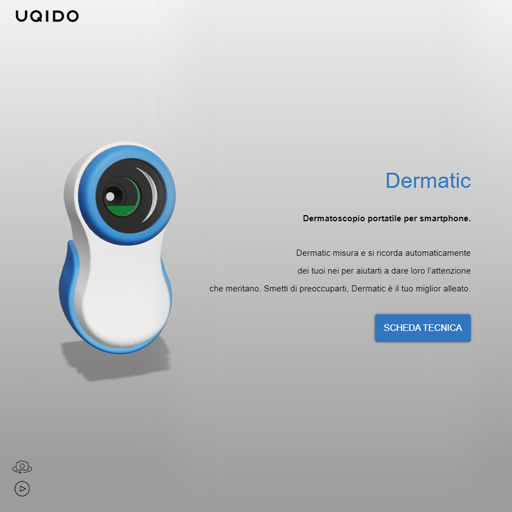 UQIDO
Dermatic
Dermatoscopio portatile per smartphone.
Dermatic misura e si ricorda automaticamente
dei tuoi nei per aiutarti a dare loro l'attenzione
che meritano. Smetti di preoccuparti, Dermatic è il tuo miglior alleato.
SCHEDA TECNICA